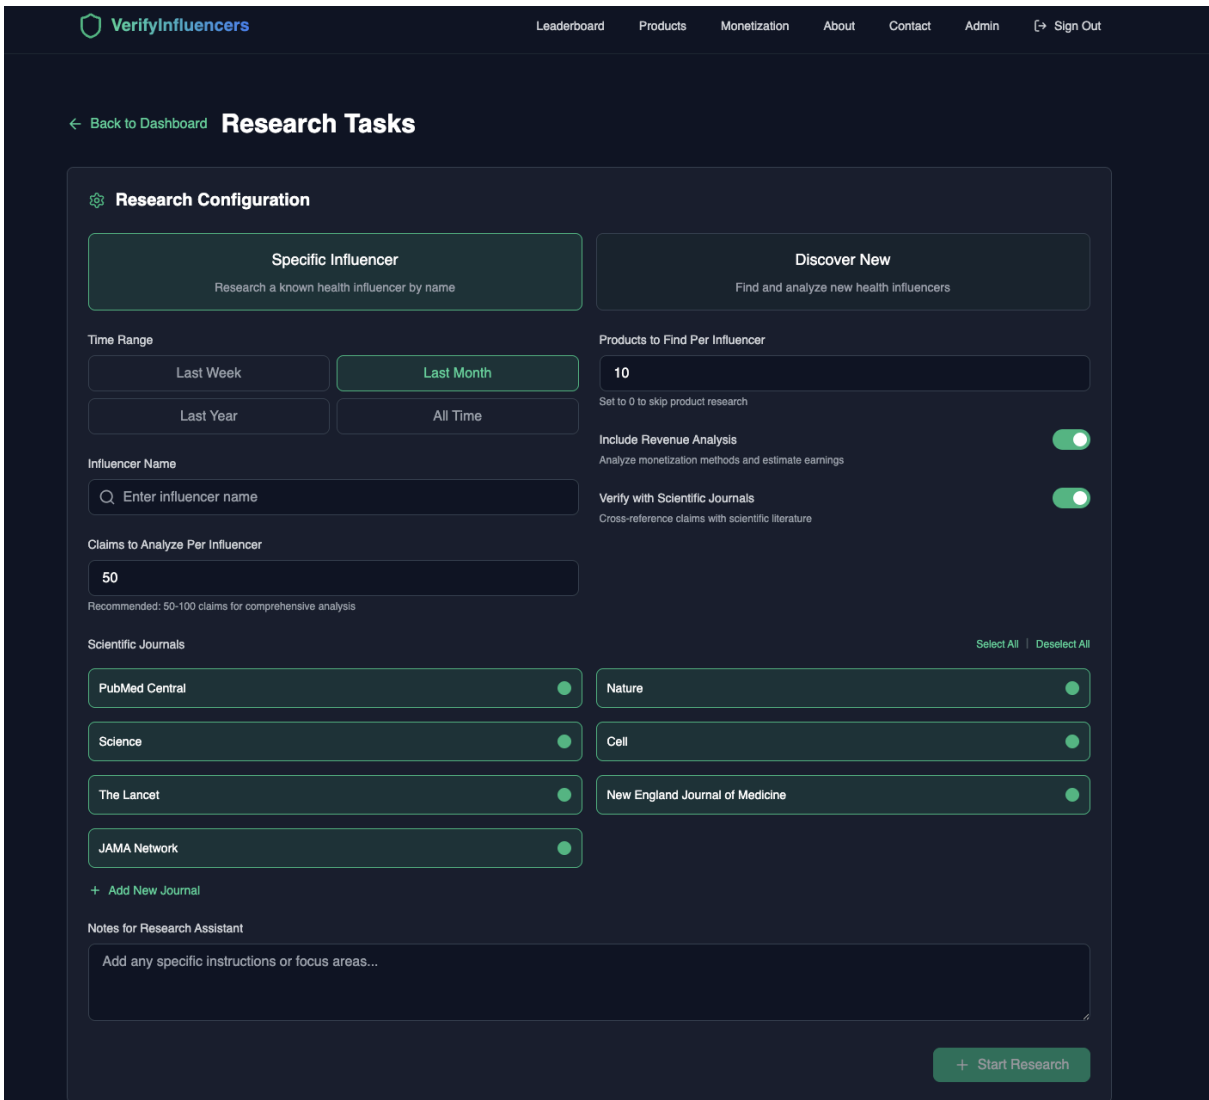 VerifyInfluencers
Leaderboard Products Monetization About Contact Admin Sign Out
Back to Dashboard Research Tasks
Research Configuration
Specific Influencer
Research a known health influencer by name
Discover New
Find and analyze new health influencers
Time Range
Last Week
Last Month
Last Year
All Time
Products to Find Per Influencer
10
Set to 0 to skip product research
Include Revenue Analysis
Analyze monetization methods and estimate earnings
Verify with Scientific Journals
Cross-reference claims with scientific literature
Influencer Name
Enter influencer name
Claims to Analyze Per Influencer
50
Recommended: 50-100 claims for comprehensive analysis
Scientific Journals
Select All | Deselect All
PubMed Central
Nature
Science
Cell
The Lancet
New England Journal of Medicine
JAMA Network
+ Add New Journal
Notes for Research Assistant
Add any specific instructions or focus areas...
+ Start Research